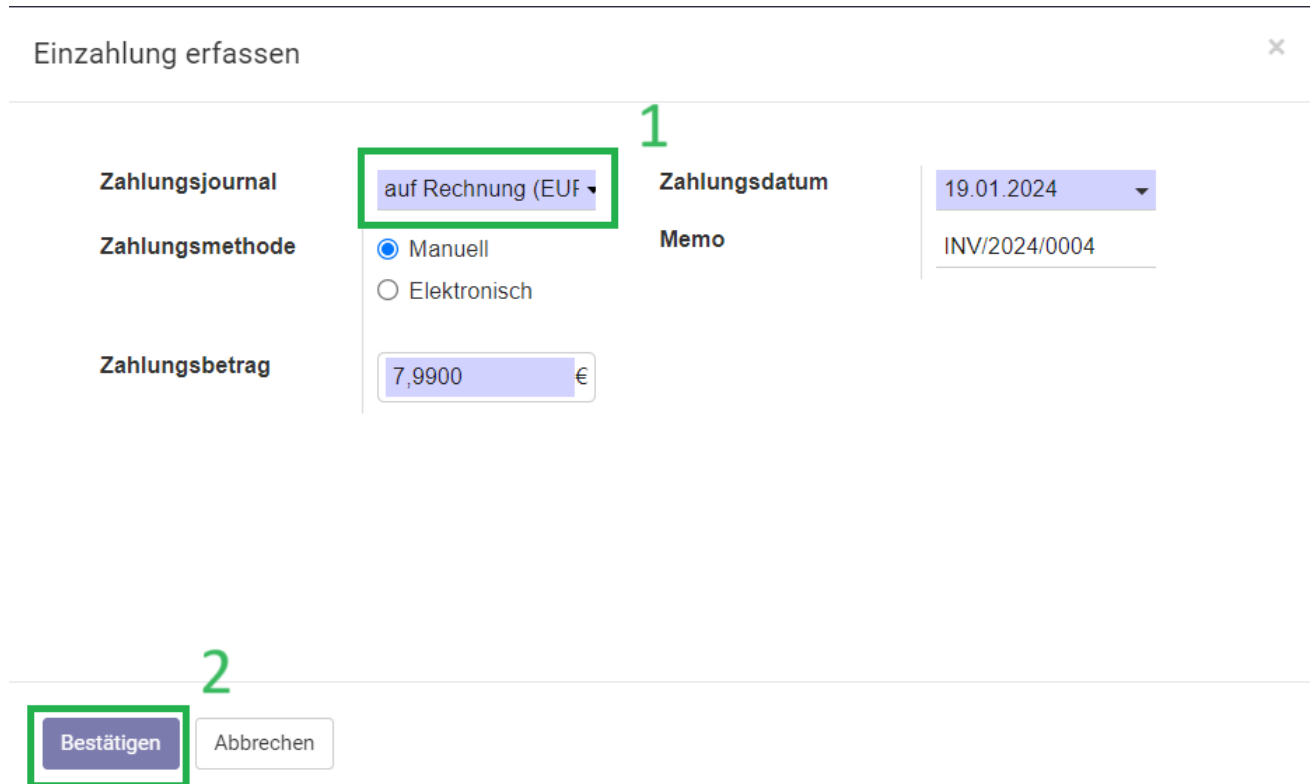 Einzahlung erfassen ×
1
Zahlungsjournal auf Rechnung (EUF Zahlungsdatum 19.01.2024
Zahlungsmethode Manuell Memo INV/2024/0004
Elektronisch
Zahlungsbetrag 7,9900 €
2
Bestätigen Abbrechen